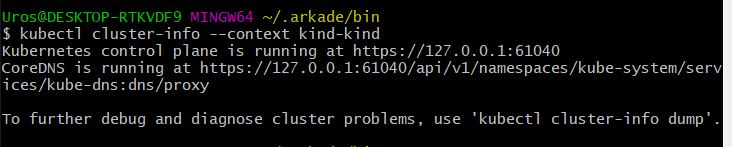 Uros@DESKTOP-RTKVDF9 MINGW64 ~/.arkade/bin
$ kubectl cluster-info --context kind-kind
Kubernetes control plane is running at https://127.0.0.1:61040
CoreDNS is running at https://127.0.0.1:61040/api/v1/namespaces/kube-system/serv
ices/kube-dns:dns/proxy

To further debug and diagnose cluster problems, use 'kubectl cluster-info dump'.